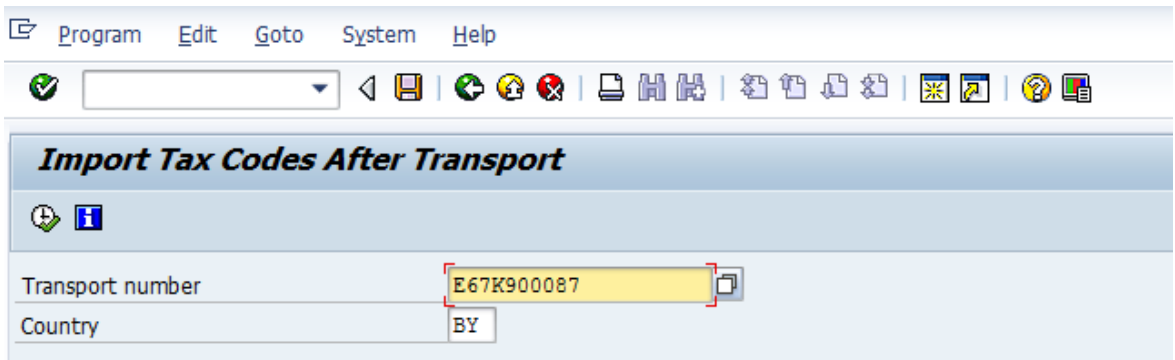 Program Edit Goto System Help
Import Tax Codes After Transport
Transport number E67K900087
Country BY